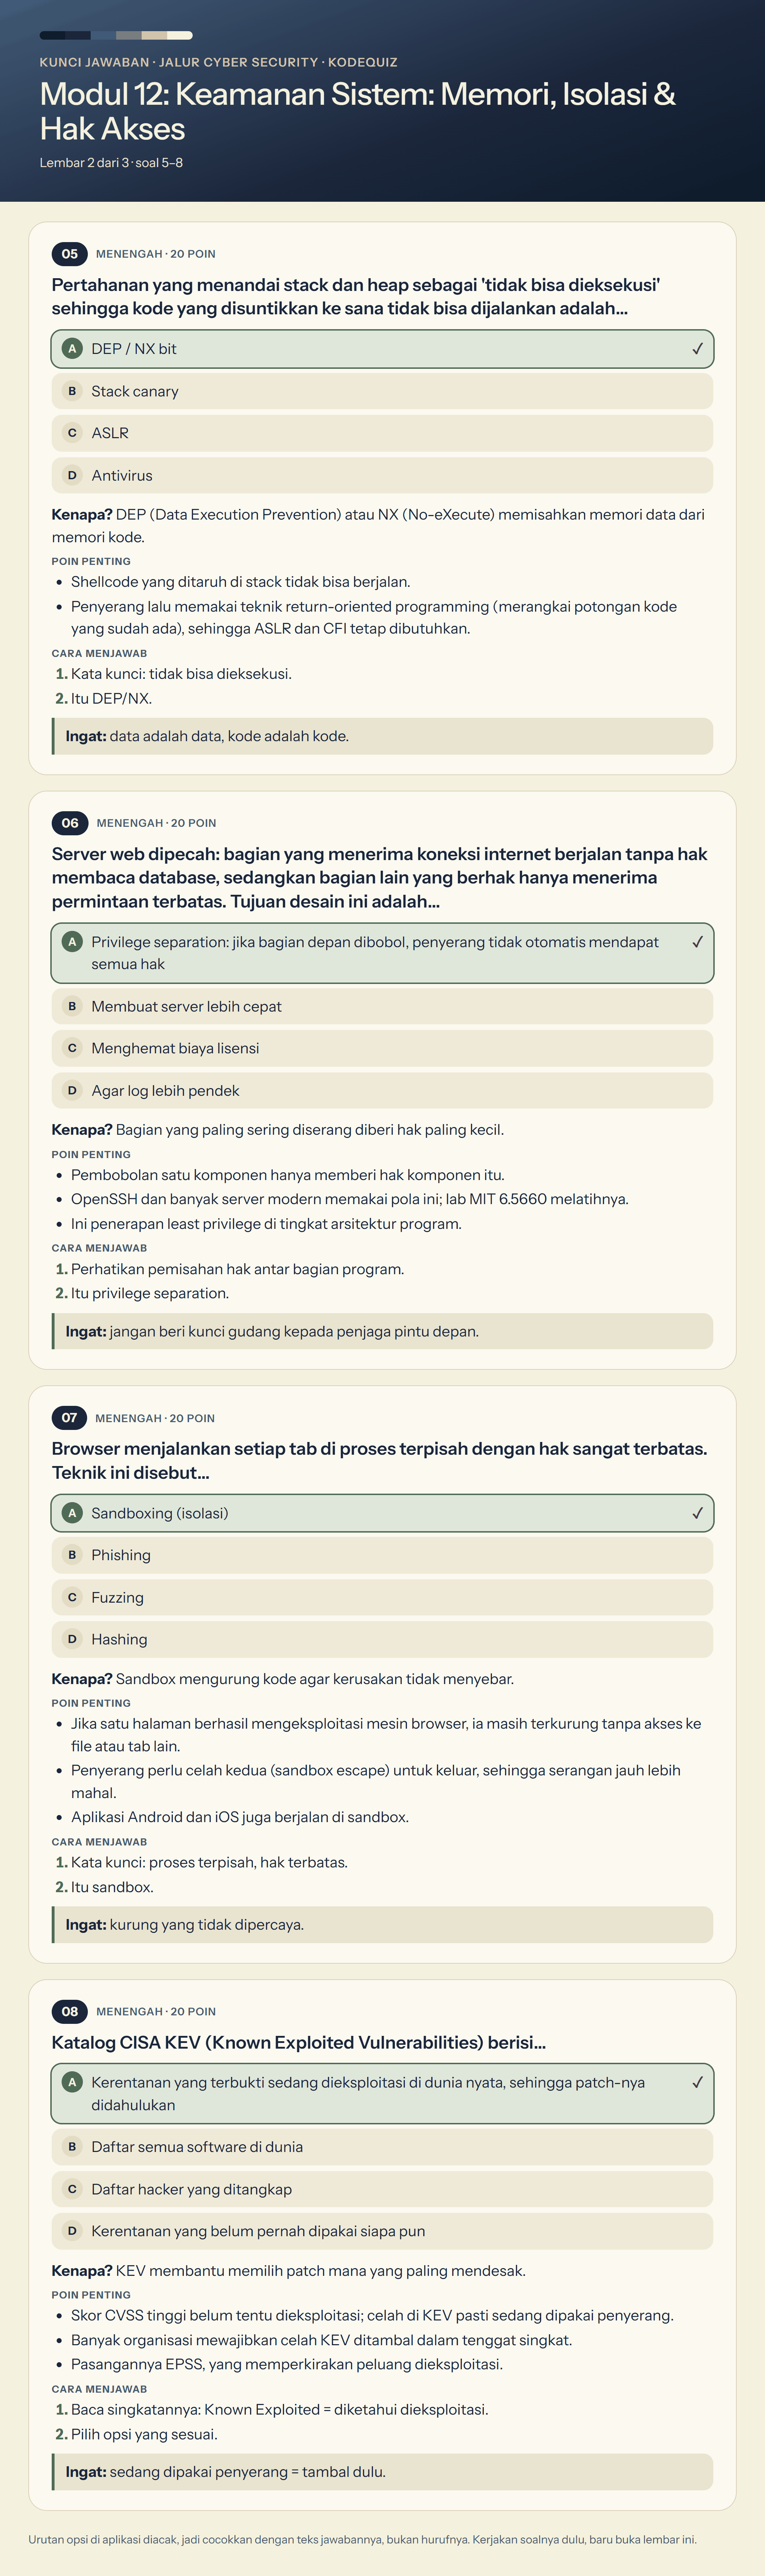 KUNCI JAWABAN · JALUR CYBER SECURITY · KODEQUIZ
Modul 12: Keamanan Sistem: Memori, Isolasi &
Hak Akses
Lembar 2 dari 3 · soal 5–8
05 MENENGAH · 20 POIN
Pertahanan yang menandai stack dan heap sebagai 'tidak bisa dieksekusi'
sehingga kode yang disuntikkan ke sana tidak bisa dijalankan adalah...
A DEP / NX bit ✓
B Stack canary
C ASLR
D Antivirus
Kenapa? DEP (Data Execution Prevention) atau NX (No-eXecute) memisahkan memori data dari
memori kode.
POIN PENTING
• Shellcode yang ditaruh di stack tidak bisa berjalan.
• Penyerang lalu memakai teknik return-oriented programming (merangkai potongan kode
yang sudah ada), sehingga ASLR dan CFI tetap dibutuhkan.
CARA MENJAWAB
1. Kata kunci: tidak bisa dieksekusi.
2. Itu DEP/NX.
Ingat: data adalah data, kode adalah kode.
06 MENENGAH · 20 POIN
Server web dipecah: bagian yang menerima koneksi internet berjalan tanpa hak
membaca database, sedangkan bagian lain yang berhak hanya menerima
permintaan terbatas. Tujuan desain ini adalah...
A Privilege separation: jika bagian depan dibobol, penyerang tidak otomatis mendapat ✓
semua hak
B Membuat server lebih cepat
C Menghemat biaya lisensi
D Agar log lebih pendek
Kenapa? Bagian yang paling sering diserang diberi hak paling kecil.
POIN PENTING
• Pembobolan satu komponen hanya memberi hak komponen itu.
• OpenSSH dan banyak server modern memakai pola ini; lab MIT 6.5660 melatihnya.
• Ini penerapan least privilege di tingkat arsitektur program.
CARA MENJAWAB
1. Perhatikan pemisahan hak antar bagian program.
2. Itu privilege separation.
Ingat: jangan beri kunci gudang kepada penjaga pintu depan.
07 MENENGAH · 20 POIN
Browser menjalankan setiap tab di proses terpisah dengan hak sangat terbatas.
Teknik ini disebut...
A Sandboxing (isolasi) ✓
B Phishing
C Fuzzing
D Hashing
Kenapa? Sandbox mengurung kode agar kerusakan tidak menyebar.
POIN PENTING
• Jika satu halaman berhasil mengeksploitasi mesin browser, ia masih terkurung tanpa akses ke
file atau tab lain.
• Penyerang perlu celah kedua (sandbox escape) untuk keluar, sehingga serangan jauh lebih
mahal.
• Aplikasi Android dan iOS juga berjalan di sandbox.
CARA MENJAWAB
1. Kata kunci: proses terpisah, hak terbatas.
2. Itu sandbox.
Ingat: kurung yang tidak dipercaya.
08 MENENGAH · 20 POIN
Katalog CISA KEV (Known Exploited Vulnerabilities) berisi...
A Kerentanan yang terbukti sedang dieksploitasi di dunia nyata, sehingga patch-nya ✓
didahulukan
B Daftar semua software di dunia
C Daftar hacker yang ditangkap
D Kerentanan yang belum pernah dipakai siapa pun
Kenapa? KEV membantu memilih patch mana yang paling mendesak.
POIN PENTING
• Skor CVSS tinggi belum tentu dieksploitasi; celah di KEV pasti sedang dipakai penyerang.
• Banyak organisasi mewajibkan celah KEV ditambal dalam tenggat singkat.
• Pasangannya EPSS, yang memperkirakan peluang dieksploitasi.
CARA MENJAWAB
1. Baca singkatannya: Known Exploited = diketahui dieksploitasi.
2. Pilih opsi yang sesuai.
Ingat: sedang dipakai penyerang = tambal dulu.
Urutan opsi di aplikasi diacak, jadi cocokkan dengan teks jawabannya, bukan hurufnya. Kerjakan soalnya dulu, baru buka lembar ini.